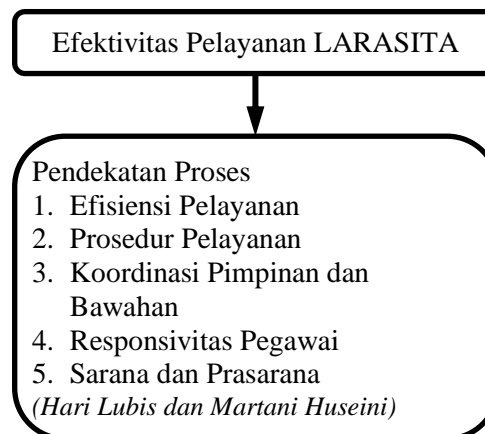 Efektivitas Pelayanan LARASITA
Pendekatan Proses
1. Efisiensi Pelayanan
2. Prosedur Pelayanan
3. Koordinasi Pimpinan dan
Bawahan
4. Responsivitas Pegawai
5. Sarana dan Prasarana
(Hari Lubis dan Martani Huseini)